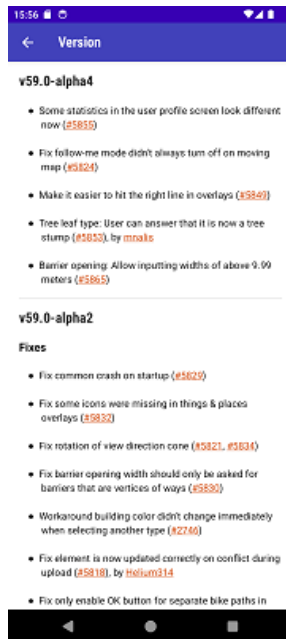 15:56
Version
v59.0-alpha4
• Some statistics in the user profile screen look different
now (#5855)
• Fix follow-me mode didn't always turn off on moving
map (#5824)
• Make it easier to hit the right line in overlays (#5849)
• Tree leaf type: User can answer that it is now a tree
stump (#5853), by mnalis
• Barrier opening: Allow inputting widths of above 9.99
meters (#5865)
v59.0-alpha2
Fixes
• Fix common crash on startup (#5829)
• Fix some icons were missing in things & places
overlays (#5832)
• Fix rotation of view direction cone (#5821, #5834)
• Fix barrier opening width should only be asked for
barriers that are vertices of ways (#5830)
• Workaround building color didn't change immediately
when selecting another type (#2746)
• Fix element is now updated correctly on conflict during
upload (#5818), by Helium314
• Fix only enable OK button for separate bike paths in